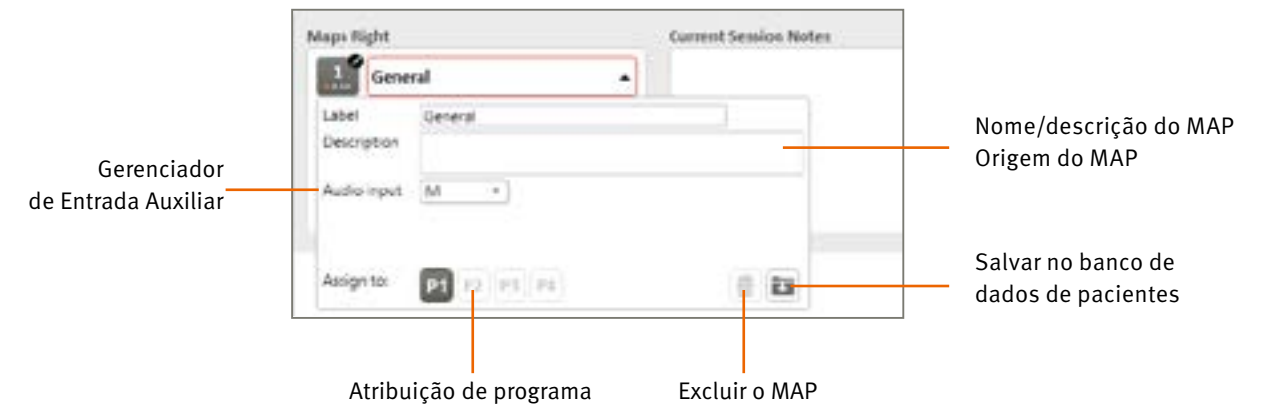 Maps Right
Current Session Notes
1
General
Label
General
Description
Nome/descrição do MAP
Origem do MAP
Gerenciador
de Entrada Auxiliar
Audio input
M
Assign to:
P1 P2 P3 P4
Salvar no banco de
dados de pacientes
Atribuição de programa
Excluir o MAP